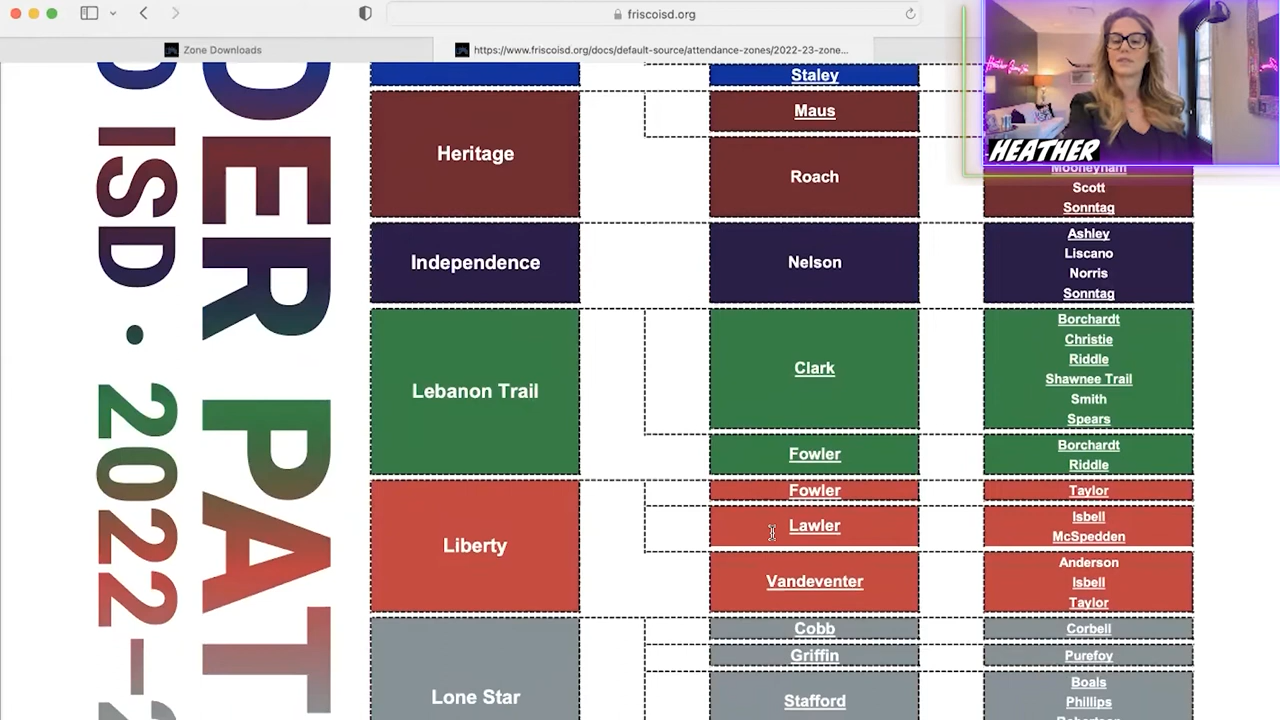 friscoisd.org
Zone Downloads
https://www.friscoisd.org/docs/default-source/attendance-zones/2022-23-zone...
HEATHER
DER PAT
D ISD • 2022–2
Staley
Heritage
Maus
Roach
Mooneyham
Scott
Sonntag
Independence
Nelson
Ashley
Liscano
Norris
Sonntag
Lebanon Trail
Clark
Borchardt
Christie
Riddle
Shawnee Trail
Smith
Spears
Fowler
Borchardt
Riddle
Liberty
Fowler
Taylor
Lawler
Isbell
McSpedden
Vandeventer
Anderson
Isbell
Taylor
Lone Star
Cobb
Corbell
Griffin
Purefoy
Stafford
Boals
Phillips